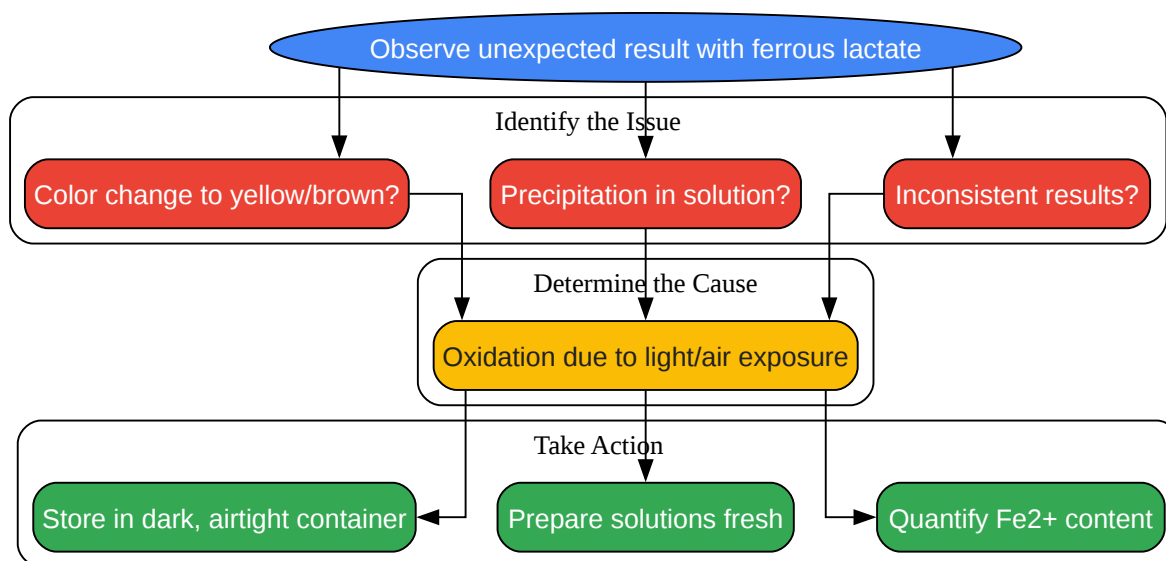 Observe unexpected result with ferrous lactate
Identify the Issue
Color change to yellow/brown?
Precipitation in solution?
Inconsistent results?
Determine the Cause
Oxidation due to light/air exposure
Take Action
Store in dark, airtight container
Prepare solutions fresh
Quantify Fe2+ content